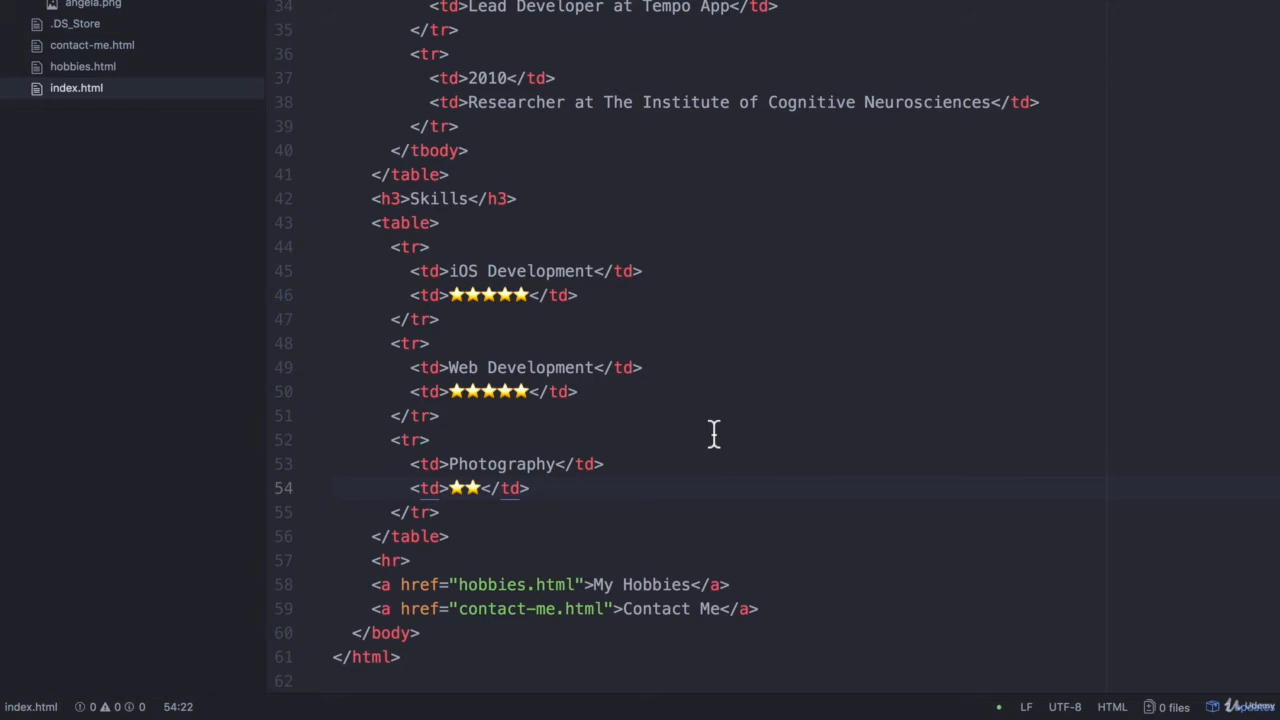 angela.png
.DS_Store
contact-me.html
hobbies.html
index.html
34 <td>Lead Developer at Tempo App</td>
35 </tr>
36 <tr>
37 <td>2010</td>
38 <td>Researcher at The Institute of Cognitive Neurosciences</td>
39 </tr>
40 </tbody>
41 </table>
42 <h3>Skills</h3>
43 <table>
44 <tr>
45 <td>iOS Development</td>
46 <td>⭐⭐⭐⭐⭐</td>
47 </tr>
48 <tr>
49 <td>Web Development</td>
50 <td>⭐⭐⭐⭐⭐</td>
51 </tr>
52 <tr>
53 <td>Photography</td>
54 <td>⭐⭐</td>
55 </tr>
56 </table>
57 <hr>
58 <a href="hobbies.html">My Hobbies</a>
59 <a href="contact-me.html">Contact Me</a>
60 </body>
61 </html>
62
index.html 0 0 0 54:22 LF UTF-8 HTML 0 files Udemy